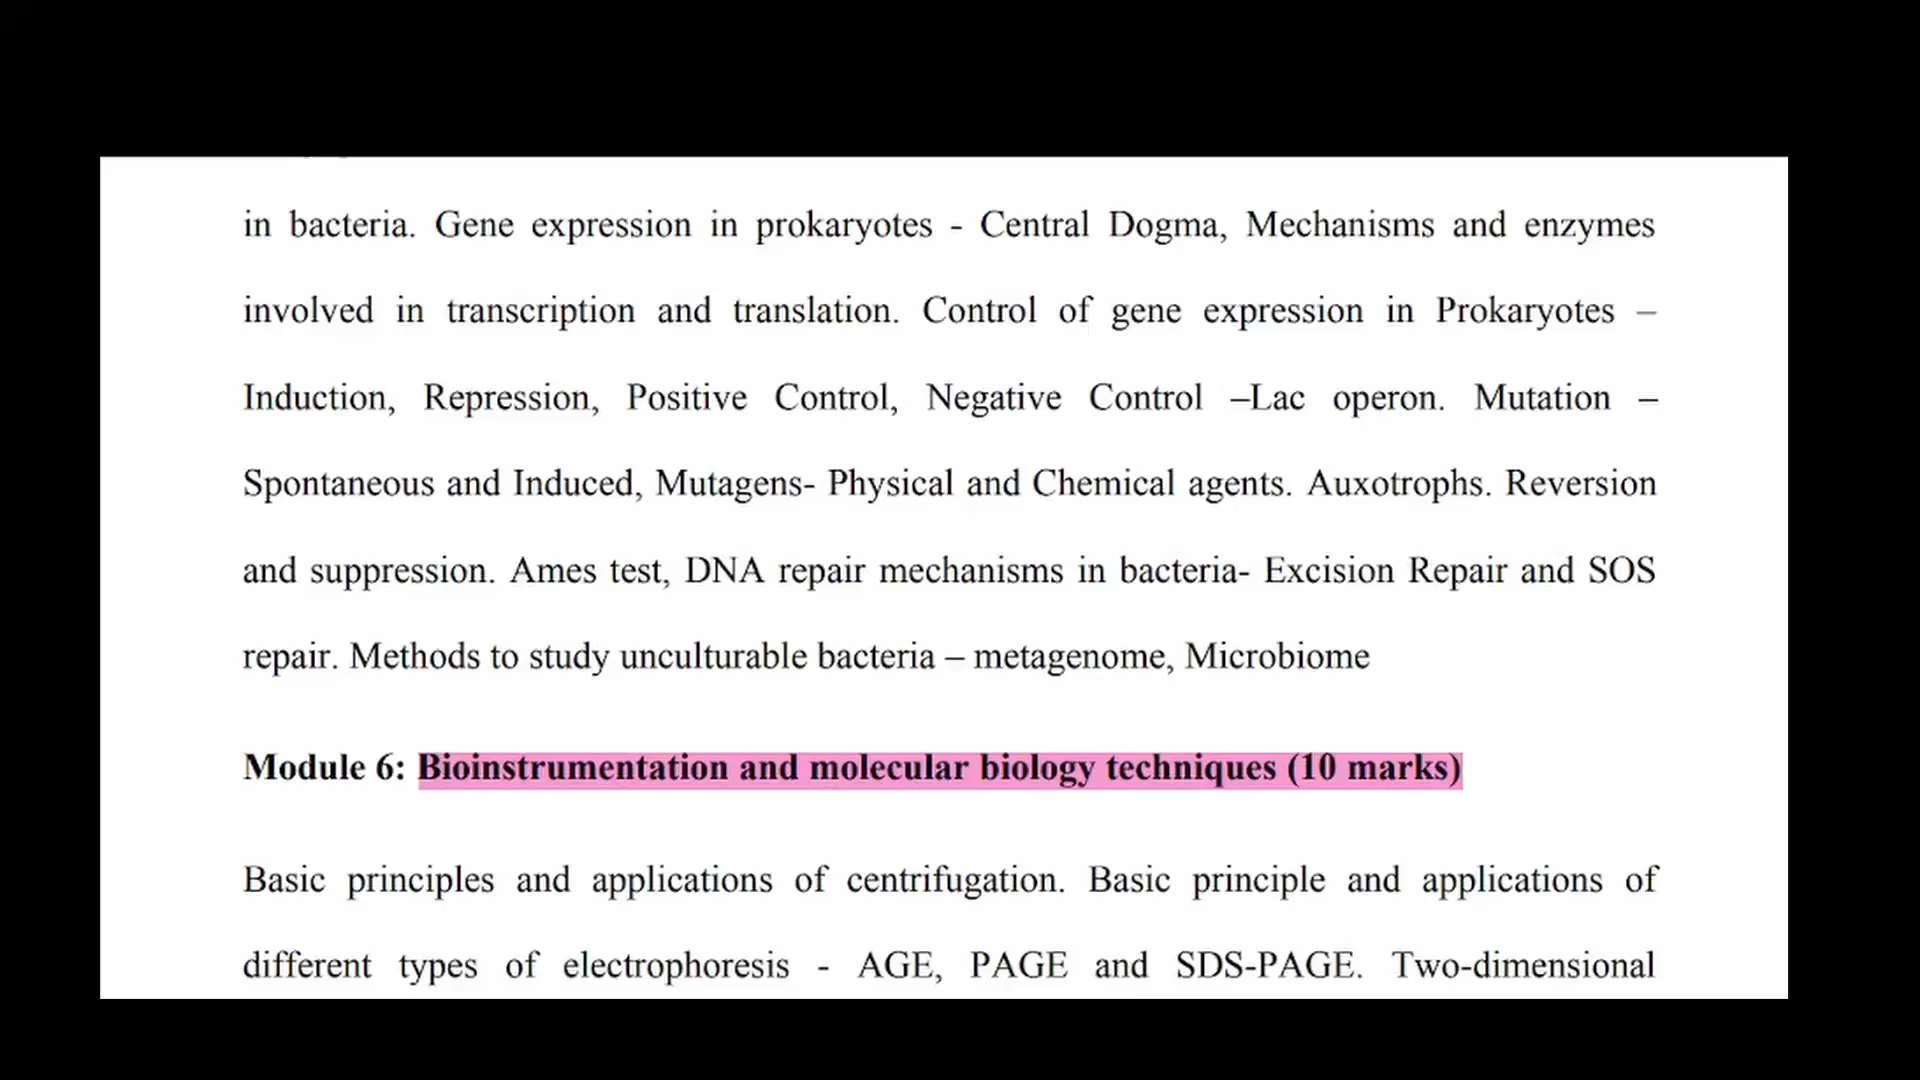 in bacteria. Gene expression in prokaryotes - Central Dogma, Mechanisms and enzymes
involved in transcription and translation. Control of gene expression in Prokaryotes –
Induction, Repression, Positive Control, Negative Control –Lac operon. Mutation –
Spontaneous and Induced, Mutagens- Physical and Chemical agents. Auxotrophs. Reversion
and suppression. Ames test, DNA repair mechanisms in bacteria- Excision Repair and SOS
repair. Methods to study unculturable bacteria – metagenome, Microbiome
Module 6: Bioinstrumentation and molecular biology techniques (10 marks)
Basic principles and applications of centrifugation. Basic principle and applications of
different types of electrophoresis - AGE, PAGE and SDS-PAGE. Two-dimensional